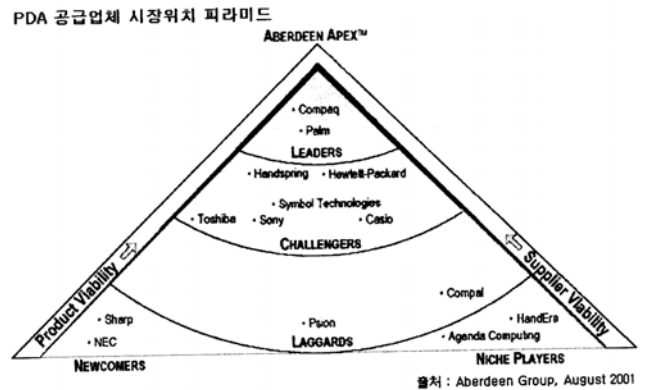 PDA 공급업체 시장위치 피라미드
ABERDEEN APEX™
• Compaq
• Palm
LEADERS
• Handspring • Hewlett-Packard
• Symbol Technologies
• Toshiba • Sony • Casio
CHALLENGERS
Product Viability
Supplier Viability
• Compal
• Sharp • Psion • HandEra
• NEC LAGGARDS • Agenda Computing
NEWCOMERS NICHE PLAYERS
출처 : Aberdeen Group, August 2001